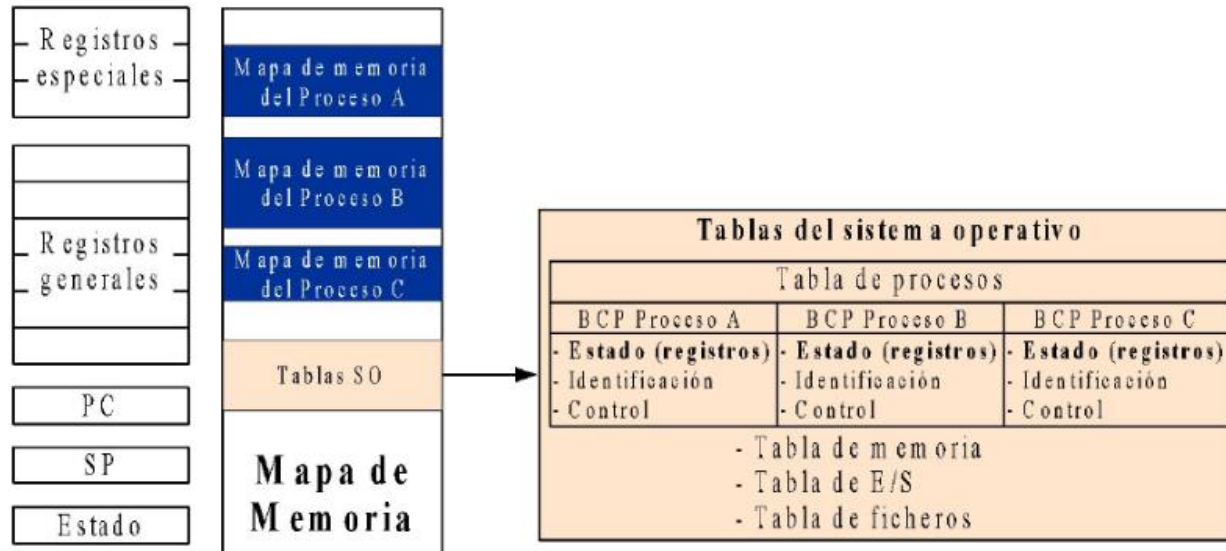 Registros
especiales
Registros
generales
PC
SP
Estado
Mapa de memoria
del Proceso A
Mapa de memoria
del Proceso B
Mapa de memoria
del Proceso C
Tablas SO
Mapa de
Memoria
Tablas del sistema operativo
Tabla de procesos
BCP Proceso A
- Estado (registros)
- Identificación
- Control
BCP Proceso B
- Estado (registros)
- Identificación
- Control
BCP Proceso C
- Estado (registros)
- Identificación
- Control
- Tabla de memoria
- Tabla de E/S
- Tabla de ficheros